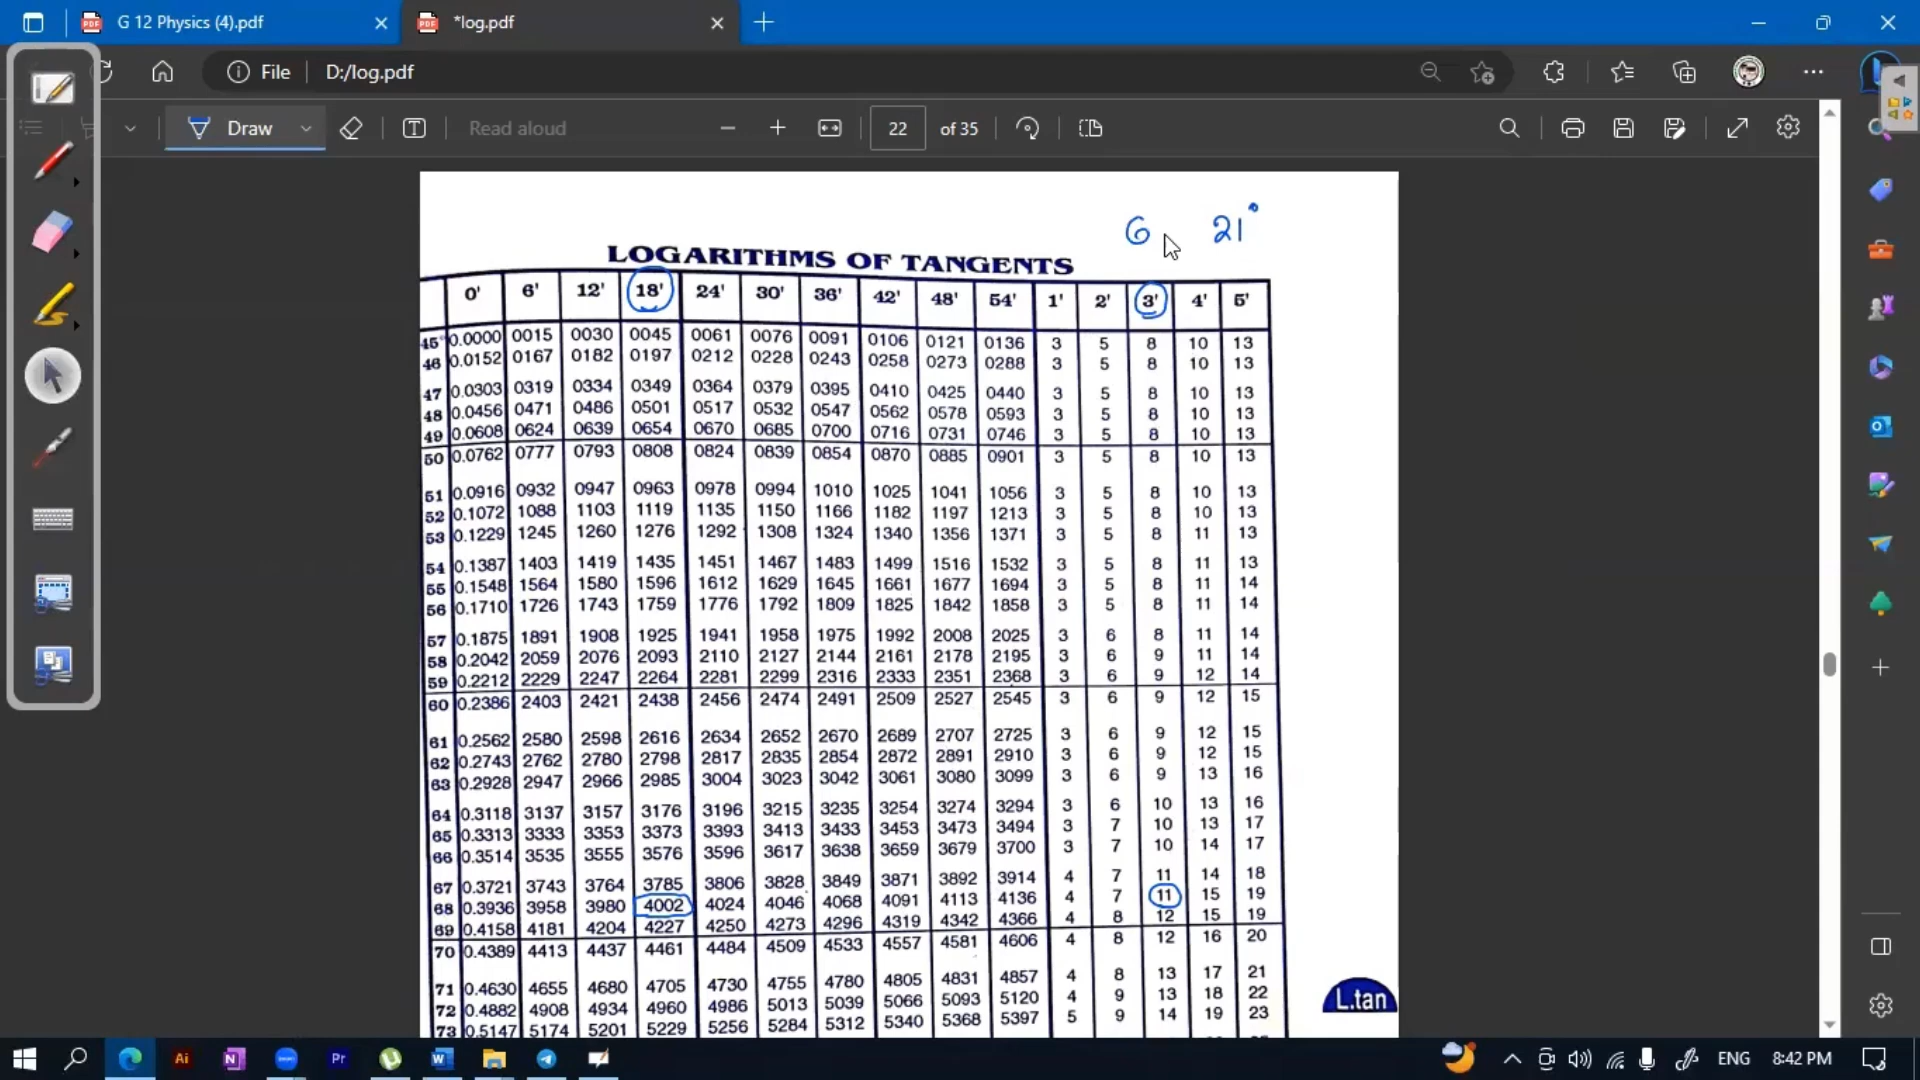 G 12 Physics (4).pdf
*log.pdf
File D:/log.pdf
Draw Read aloud 22 of 35
G 21°
LOGARITHMS OF TANGENTS
0' 6' 12' 18' 24' 30' 36' 42' 48' 54' 1' 2' 3' 4' 5'
45° 0.0000 0015 0030 0045 0061 0076 0091 0106 0121 0136 3 5 8 10 13
46 0.0152 0167 0182 0197 0212 0228 0243 0258 0273 0288 3 5 8 10 13
47 0.0303 0319 0334 0349 0364 0379 0395 0410 0425 0440 3 5 8 10 13
48 0.0456 0471 0486 0501 0517 0532 0547 0562 0578 0593 3 5 8 10 13
49 0.0608 0624 0639 0654 0670 0685 0700 0716 0731 0746 3 5 8 10 13
50 0.0762 0777 0793 0808 0824 0839 0854 0870 0885 0901 3 5 8 10 13
51 0.0916 0932 0947 0963 0978 0994 1010 1025 1041 1056 3 5 8 10 13
52 0.1072 1088 1103 1119 1135 1150 1166 1182 1197 1213 3 5 8 10 13
53 0.1229 1245 1260 1276 1292 1308 1324 1340 1356 1371 3 5 8 11 13
54 0.1387 1403 1419 1435 1451 1467 1483 1499 1516 1532 3 5 8 11 13
55 0.1548 1564 1580 1596 1612 1629 1645 1661 1677 1694 3 5 8 11 14
56 0.1710 1726 1743 1759 1776 1792 1809 1825 1842 1858 3 5 8 11 14
57 0.1875 1891 1908 1925 1941 1958 1975 1992 2008 2025 3 6 8 11 14
58 0.2042 2059 2076 2093 2110 2127 2144 2161 2178 2195 3 6 9 11 14
59 0.2212 2229 2247 2264 2281 2299 2316 2333 2351 2368 3 6 9 12 14
60 0.2386 2403 2421 2438 2456 2474 2491 2509 2527 2545 3 6 9 12 15
61 0.2562 2580 2598 2616 2634 2652 2670 2689 2707 2725 3 6 9 12 15
62 0.2743 2762 2780 2798 2817 2835 2854 2872 2891 2910 3 6 9 12 15
63 0.2928 2947 2966 2985 3004 3023 3042 3061 3080 3099 3 6 9 13 16
64 0.3118 3137 3157 3176 3196 3215 3235 3254 3274 3294 3 6 10 13 16
65 0.3313 3333 3353 3373 3393 3413 3433 3453 3473 3494 3 7 10 13 17
66 0.3514 3535 3555 3576 3596 3617 3638 3659 3679 3700 3 7 10 14 17
67 0.3721 3743 3764 3785 3806 3828 3849 3871 3892 3914 4 7 11 14 18
68 0.3936 3958 3980 4002 4024 4046 4068 4091 4113 4136 4 7 11 15 19
69 0.4158 4181 4204 4227 4250 4273 4296 4319 4342 4366 4 8 12 15 19
70 0.4389 4413 4437 4461 4484 4509 4533 4557 4581 4606 4 8 12 16 20
71 0.4630 4655 4680 4705 4730 4755 4780 4805 4831 4857 4 8 13 17 21
72 0.4882 4908 4934 4960 4986 5013 5039 5066 5093 5120 4 9 13 18 22
73 0.5147 5174 5201 5229 5256 5284 5312 5340 5368 5397 5 9 14 19 23
L.tan
ENG 8:42 PM